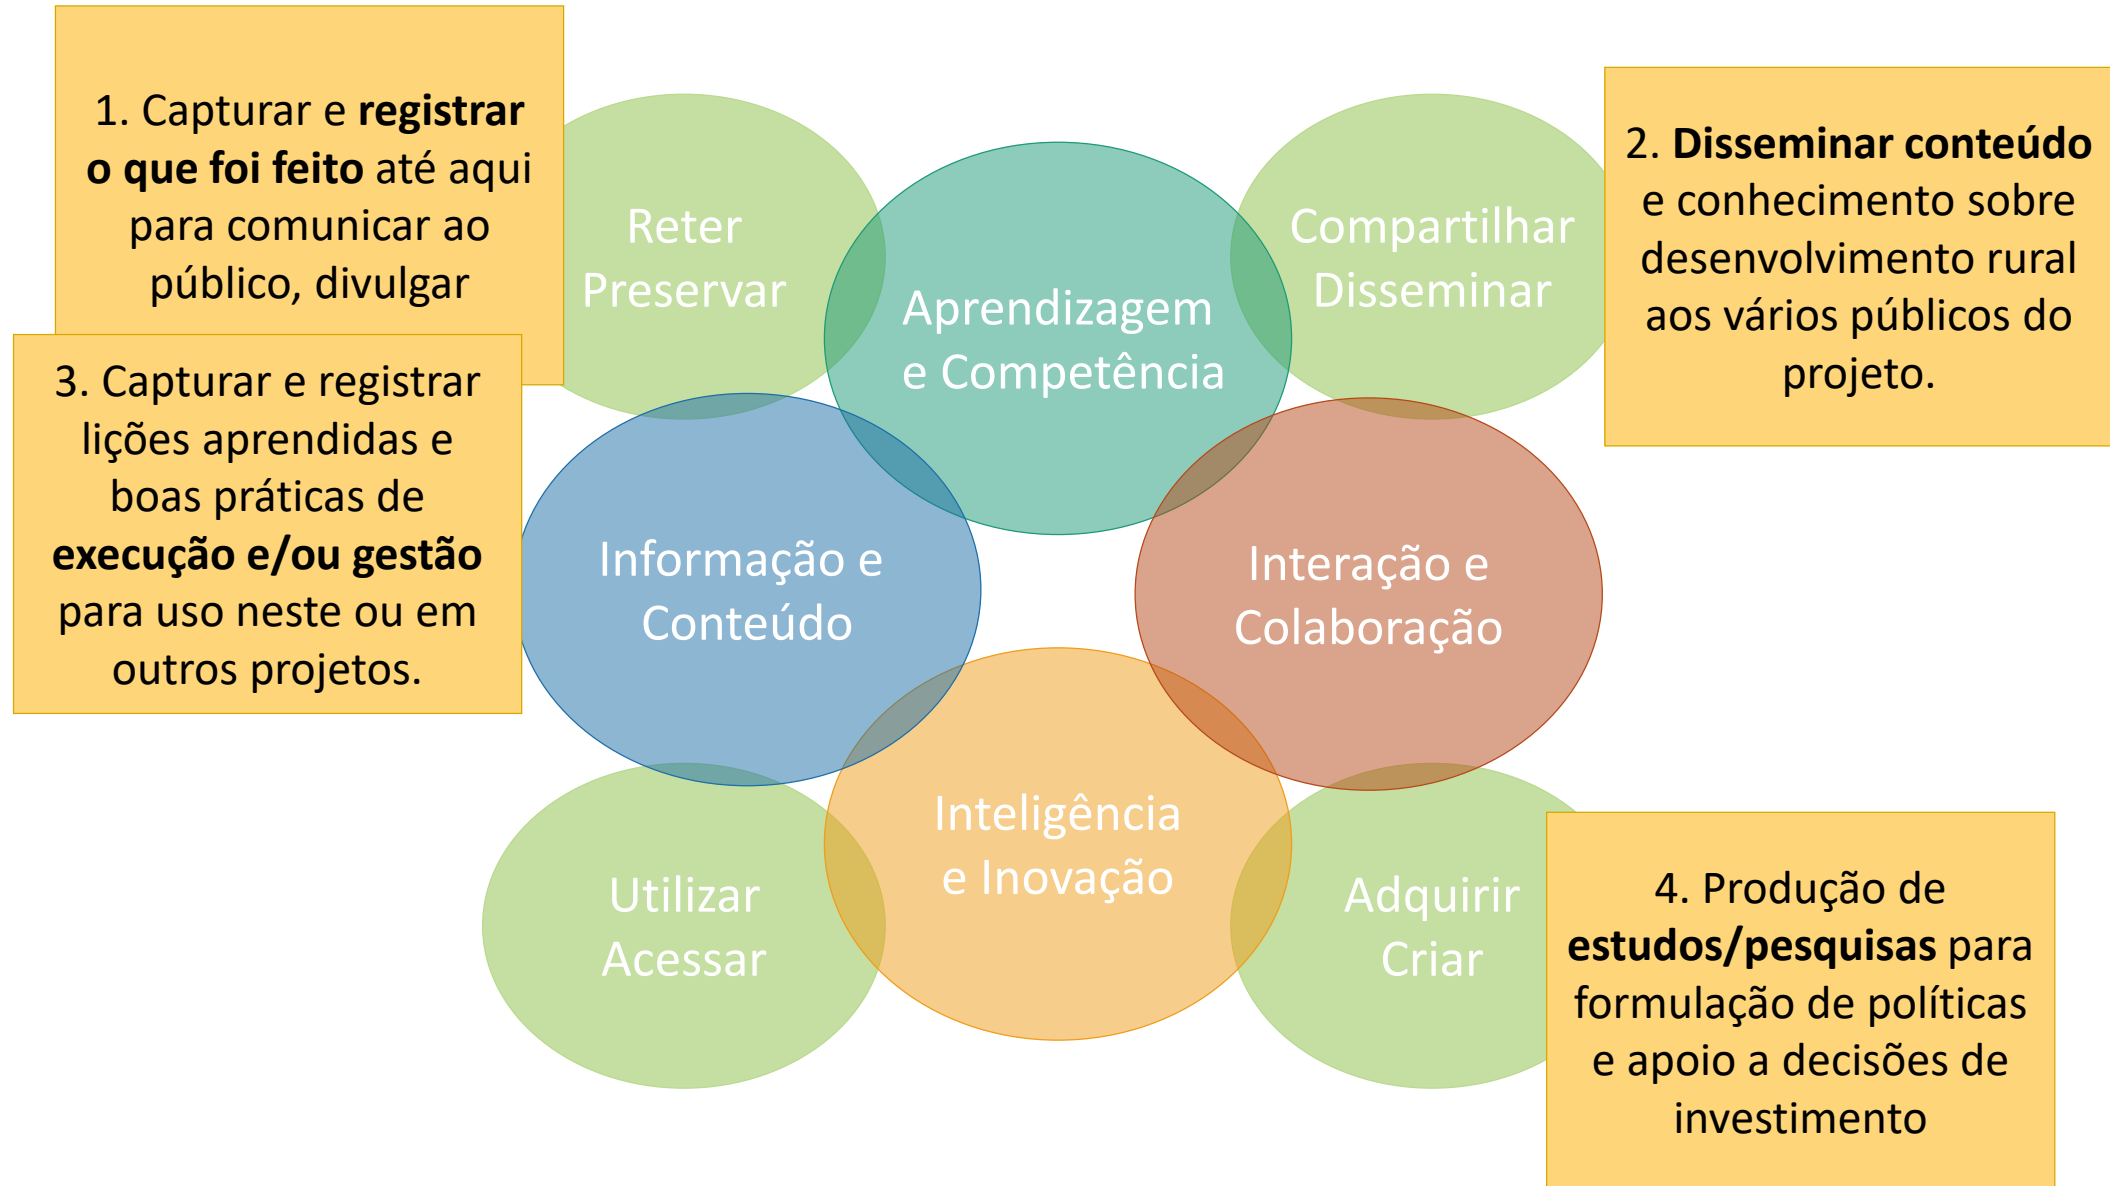 1. Capturar e registrar
o que foi feito até aqui
para comunicar ao
público, divulgar
Reter
Preservar
Aprendizagem
e Competência
Compartilhar
Disseminar
2. Disseminar conteúdo
e conhecimento sobre
desenvolvimento rural
aos vários públicos do
projeto.
3. Capturar e registrar
lições aprendidas e
boas práticas de
execução e/ou gestão
para uso neste ou em
outros projetos.
Informação e
Conteúdo
Interação e
Colaboração
Utilizar
Acessar
Inteligência
e Inovação
Adquirir
Criar
4. Produção de
estudos/pesquisas para
formulação de políticas
e apoio a decisões de
investimento